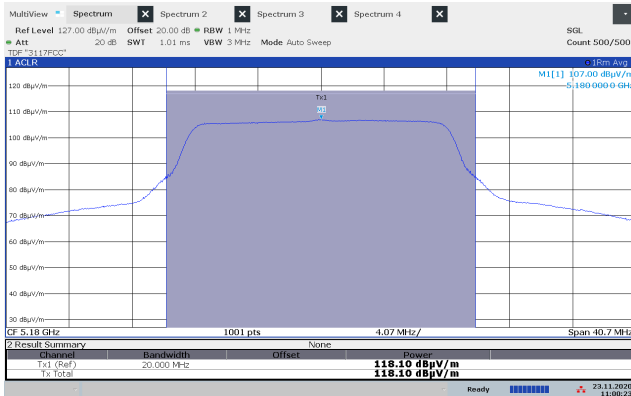 MultiView Spectrum Spectrum 2 Spectrum 3 Spectrum 4
Ref Level 127.00 dBµV/m Offset 20.00 dB RBW 1 MHz SGL
Att 20 dB SWT 1.01 ms VBW 3 MHz Mode Auto Sweep Count 500/500
TDF "3117FCC"
1 ACLR 1Rm Avg
M1[1] 107.00 dBµV/m
5.180 000 0 GHz
120 dBµV/m
Tx1
M1
110 dBµV/m
100 dBµV/m
90 dBµV/m
80 dBµV/m
70 dBµV/m
60 dBµV/m
50 dBµV/m
40 dBµV/m
30 dBµV/m
CF 5.18 GHz 1001 pts 4.07 MHz/ Span 40.7 MHz
2 Result Summary None
Channel Bandwidth Offset Power
Tx1 (Ref) 20.000 MHz 118.10 dBµV/m
Tx Total 118.10 dBµV/m
Ready 23.11.2020
11:00:23